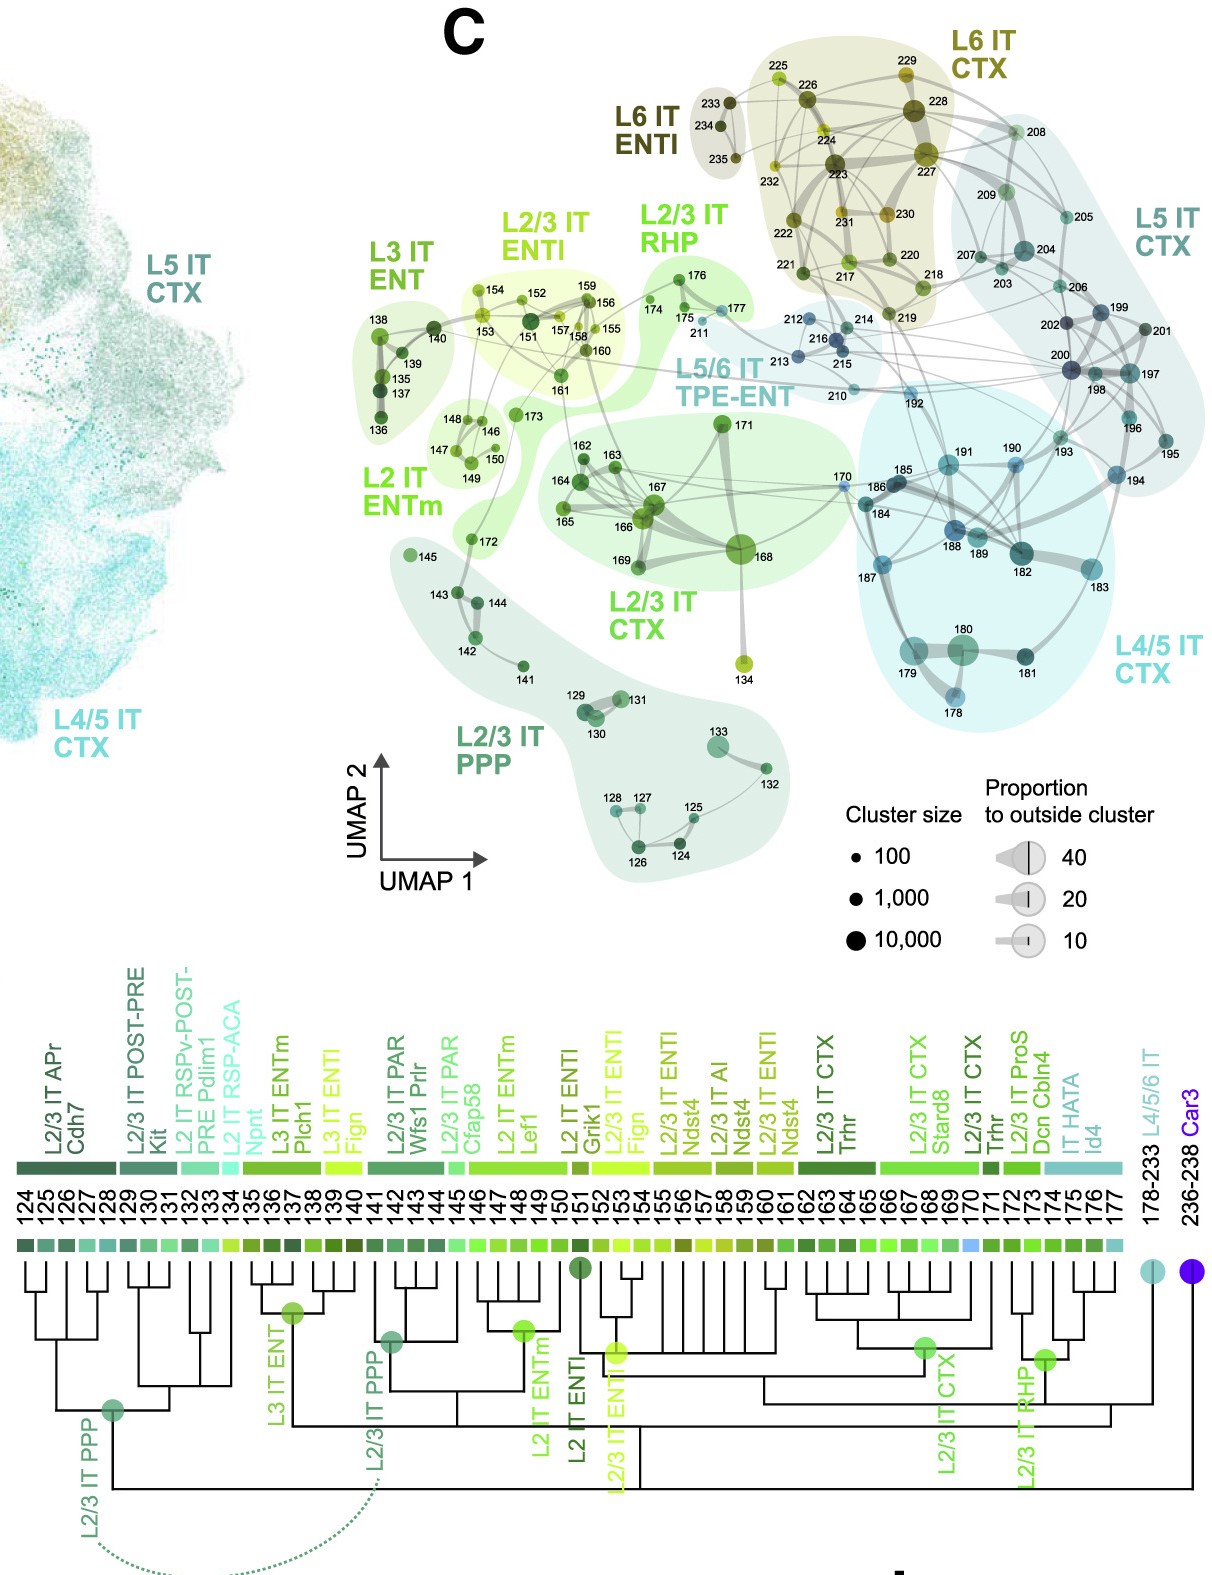 C
L6 IT
CTX
L6 IT
ENTl
L5 IT
CTX
L2/3 IT
RHP
L2/3 IT
ENTl
L3 IT
ENT
L5 IT
CTX
L5/6 IT
TPE-ENT
L2 IT
ENTm
L2/3 IT
CTX
L4/5 IT
CTX
L2/3 IT
PPP
L4/5 IT
CTX
225
229
226
228
233
234
235
224
223
227
232
208
209
205
222
231
230
221
217
220
218
207
204
203
206
219
154
152
159
156
153
151
157
158
155
160
161
176
174
175
177
211
212
214
216
213
215
210
192
202
199
201
200
198
197
196
195
193
194
138
140
139
135
137
136
148
146
147
150
149
173
172
162
163
164
165
167
166
169
168
171
170
134
185
186
184
191
190
188
189
182
187
183
179
180
181
178
145
143
144
142
141
129
131
130
133
132
128
127
125
126
124
UMAP 2
UMAP 1
Cluster size
100
1,000
10,000
Proportion
to outside cluster
40
20
10
L2/3 IT APr
Cdh7
L2/3 IT POST-PRE
Kit
L2 IT RSPv-POST-
PRE Pdlim1
L2 IT RSP-ACA
Npnt
L3 IT ENTm
Plch1
L3 IT ENTl
Fign
L2/3 IT PAR
Wfs1 Prlr
L2/3 IT PAR
Cfap58
L2 IT ENTm
Lef1
L2 IT ENTl
Grik1
L2/3 IT ENTl
Fign
L2/3 IT ENTl
Ndst4
L2/3 IT AI
Ndst4
L2/3 IT ENTl
Ndst4
L2/3 IT CTX
Trhr
L2/3 IT CTX
Stard8
L2/3 IT CTX
Trhr
L2/3 IT ProS
Dcn Cbln4
IT HATA
Id4
178-233 L4/5/6 IT
236-238 Car3
124
125
126
127
128
129
130
131
132
133
134
135
136
137
138
139
140
141
142
143
144
145
146
147
148
149
150
151
152
153
154
155
156
157
158
159
160
161
162
163
164
165
166
167
168
169
170
171
172
173
174
175
176
177
L2/3 IT PPP
L3 IT ENT
L2/3 IT PPP
L2 IT ENTm
L2 IT ENTl
L2/3 IT ENTl
L2/3 IT CTX
L2/3 IT RHP